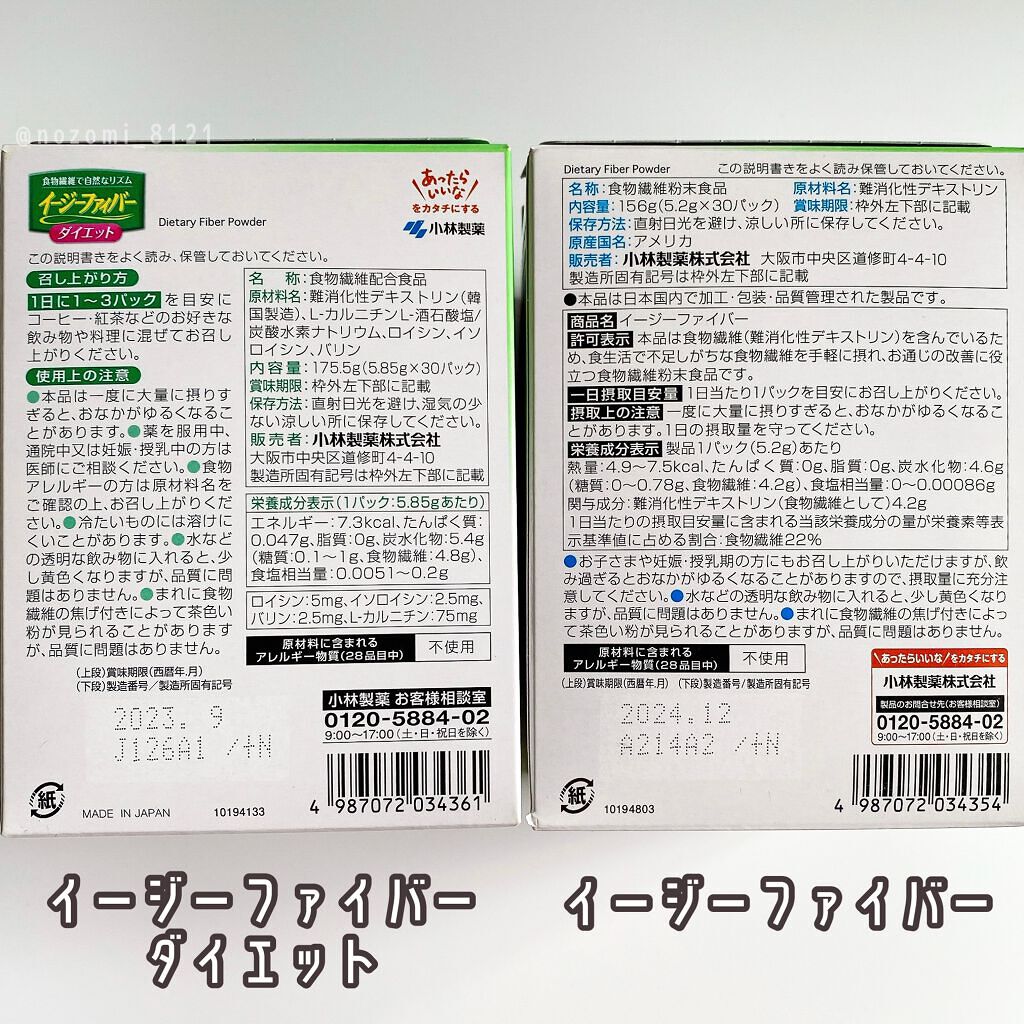 @nozomi_8121
食物繊維で自然なリズム
イージーファイバー
ダイエット
Dietary Fiber Powder
あったら
いいな
をカタチにする
小林製薬
この説明書きをよく読み、保管しておいてください。
召し上がり方
1日に1〜3パックを目安に
コーヒー・紅茶などのお好きな
飲み物や料理に混ぜてお召し
上がりください。
使用上の注意
●本品は一度に大量に摂りす
ぎると、おなかがゆるくなるこ
とがあります。●薬を服用中、
通院中又は妊娠・授乳中の方は
医師にご相談ください。●食物
アレルギーの方は原材料名を
ご確認の上、お召し上がりくだ
さい。●冷たいものには溶けに
くいことがあります。●水など
の透明な飲み物に入れると、少
し黄色くなりますが、品質に問
題はありません。●まれに食物
繊維の焦げ付きによって茶色い
粉が見られることがあります
が、品質に問題はありません。
名 称:食物繊維配合食品
原材料名:難消化性デキストリン(韓
国製造)、L-カルニチンL-酒石酸塩/
炭酸水素ナトリウム、ロイシン、イソ
ロイシン、バリン
内 容 量:175.5g(5.85g×30パック)
賞味期限:枠外左下部に記載
保存方法:直射日光を避け、湿気の少
ない涼しい所に保存してください。
販 売 者:小林製薬株式会社
大阪市中央区道修町4-4-10
製造所固有記号は枠外左下部に記載
栄養成分表示(1パック:5.85gあたり)
エネルギー:7.3kcal、たんぱく質:
0.047g、脂質:0g、炭水化物:5.4g
(糖質:0.1〜1g、食物繊維:4.8g)、
食塩相当量:0.0051〜0.2g
ロイシン:5mg、イソロイシン:2.5mg、
バリン:2.5mg、L-カルニチン:75mg
原材料に含まれる
アレルギー物質(28品目中)
不使用
(上段)賞味期限(西暦年.月)
(下段)製造番号/製造所固有記号
2023. 9
J126A1 /ｷN
小林製薬 お客様相談室
0120-5884-02
9:00〜17:00(土・日・祝日を除く)
紙
MADE IN JAPAN
10194133
4 987072 034361
Dietary Fiber Powder
この説明書きをよく読み保管しておいてください。
名称:食物繊維粉末食品 原材料名:難消化性デキストリン
内容量:156g(5.2g×30パック) 賞味期限:枠外左下部に記載
保存方法:直射日光を避け、涼しい所に保存してください。
原産国名:アメリカ
販売者:小林製薬株式会社 大阪市中央区道修町4-4-10
製造所固有記号は枠外左下部に記載
●本品は日本国内で加工・包装・品質管理された製品です。
商品名 イージーファイバー
許可表示 本品は食物繊維(難消化性デキストリン)を含んでいるた
め、食生活で不足しがちな食物繊維を手軽に摂れ、お通じの改善に役
立つ食物繊維粉末食品です。
一日摂取目安量 1日当たり1パックを目安にお召し上がりください。
摂取上の注意 一度に大量に摂りすぎると、おなかがゆるくなること
があります。1日の摂取量を守ってください。
栄養成分表示 製品1パック(5.2g)あたり
熱量:4.9〜7.5kcal、たんぱく質:0g、脂質:0g、炭水化物:4.6g
(糖質:0〜0.78g、食物繊維:4.2g)、食塩相当量:0〜0.00086g
関与成分:難消化性デキストリン(食物繊維として)4.2g
1日当たりの摂取目安量に含まれる当該栄養成分の量が栄養素等表
示基準値に占める割合:食物繊維22%
●お子さまや妊娠・授乳期の方にもお召し上がりいただけますが、飲
み過ぎるとおなかがゆるくなることがありますので、摂取量に充分注
意してください。●水などの透明な飲み物に入れると、少し黄色くなり
ますが、品質に問題はありません。●まれに食物繊維の焦げ付きによっ
て茶色い粉が見られることがありますが、品質に問題はありません。
原材料に含まれる
アレルギー物質(28品目中)
不使用
(上段)賞味期限(西暦年.月) (下段)製造番号/製造所固有記号
2024.12
A214A2 /ｷN
あったらいいな をカタチにする
小林製薬株式会社
製品のお問合せ先(お客様相談室)
0120-5884-02
9:00〜17:00(土・日・祝日を除く)
紙
10194803
4 987072 034354
イージーファイバー
ダイエット
イージーファイバー